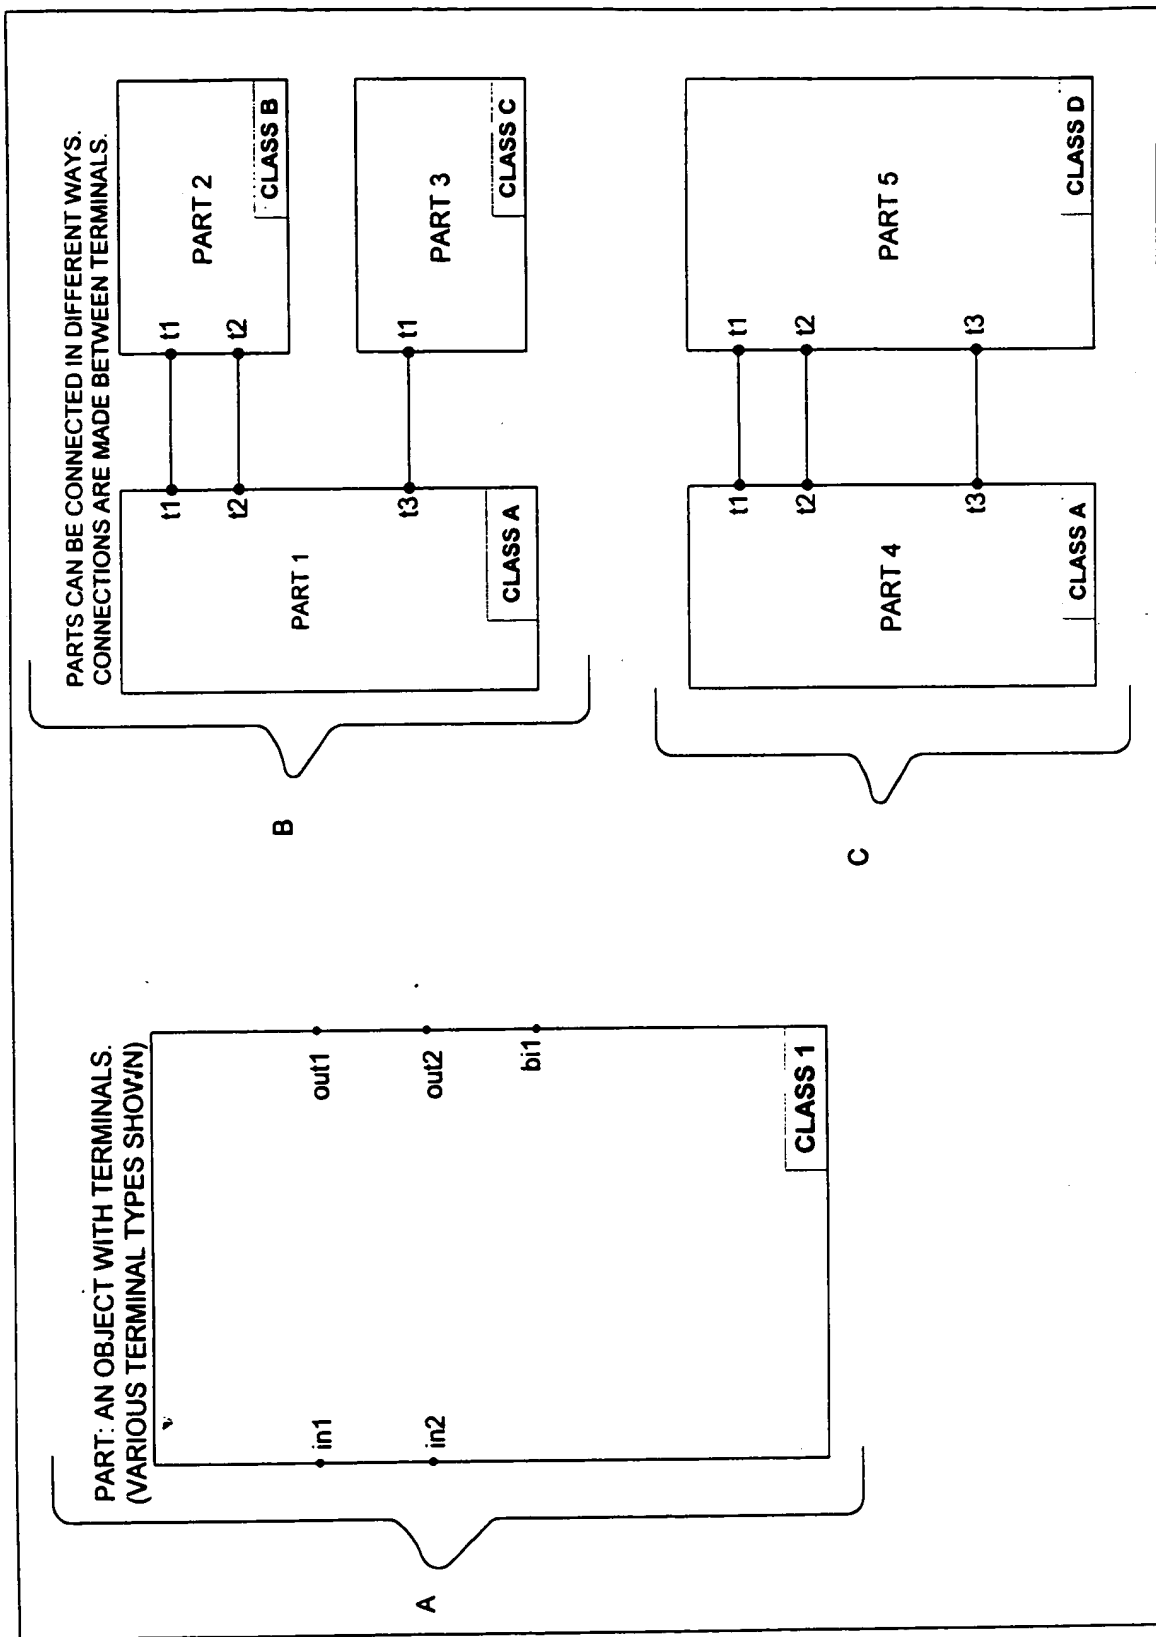 PART: AN OBJECT WITH TERMINALS.
(VARIOUS TERMINAL TYPES SHOWN)
A
in1
in2
out1
out2
bi1
CLASS 1
PARTS CAN BE CONNECTED IN DIFFERENT WAYS.
CONNECTIONS ARE MADE BETWEEN TERMINALS.
B
PART 1
t1
t2
t3
CLASS A
t1
t2
PART 2
CLASS B
t1
PART 3
CLASS C
C
PART 4
t1
t2
t3
CLASS A
t1
t2
t3
PART 5
CLASS D